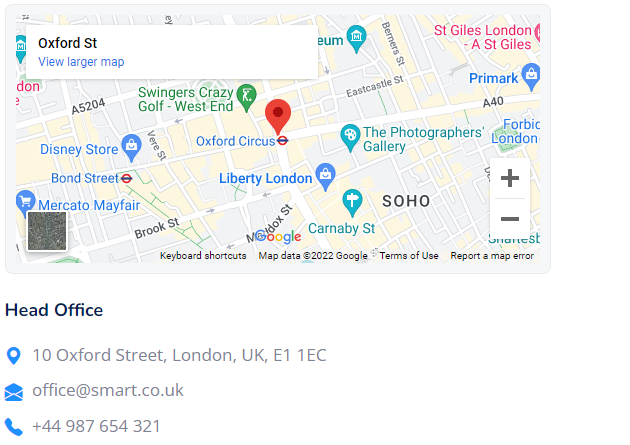 Oxford St
View larger map
eum
Berners St
St Giles London
- A St Giles
Primark
don
A5204
Swingers Crazy
Golf - West End
Eastcastle St
A40
Vere St
Oxford Circus
The Photographers'
Gallery
Forbid
London
Disney Store
Bond Street
Liberty London
Mercato Mayfair
SOHO
+
Brook St
Maddox St
Carnaby St
−
Shaftesb
Google
Keyboard shortcuts Map data ©2022 Google Terms of Use Report a map error
Head Office
10 Oxford Street, London, UK, E1 1EC
office@smart.co.uk
+44 987 654 321